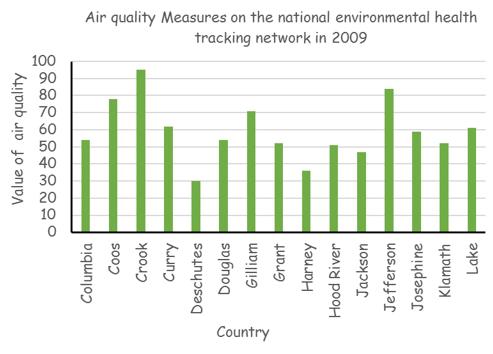 Air quality Measures on the national environmental health
tracking network in 2009
Value of  air quality
100
90
80
70
60
50
40
30
20
10
0
Columbia
Coos
Crook
Curry
Deschutes
Douglas
Gilliam
Grant
Harney
Hood River
Jackson
Jefferson
Josephine
Klamath
Lake
Country